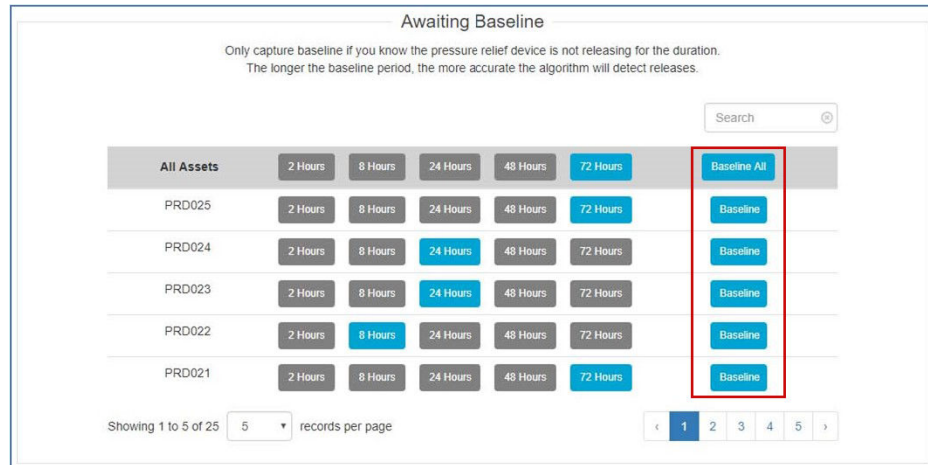 Awaiting Baseline
Only capture baseline if you know the pressure relief device is not releasing for the duration.
The longer the baseline period, the more accurate the algorithm will detect releases.
Search
All Assets 2 Hours 8 Hours 24 Hours 48 Hours 72 Hours Baseline All
PRD025 2 Hours 8 Hours 24 Hours 48 Hours 72 Hours Baseline
PRD024 2 Hours 8 Hours 24 Hours 48 Hours 72 Hours Baseline
PRD023 2 Hours 8 Hours 24 Hours 48 Hours 72 Hours Baseline
PRD022 2 Hours 8 Hours 24 Hours 48 Hours 72 Hours Baseline
PRD021 2 Hours 8 Hours 24 Hours 48 Hours 72 Hours Baseline
Showing 1 to 5 of 25 5 records per page ‹ 1 2 3 4 5 ›